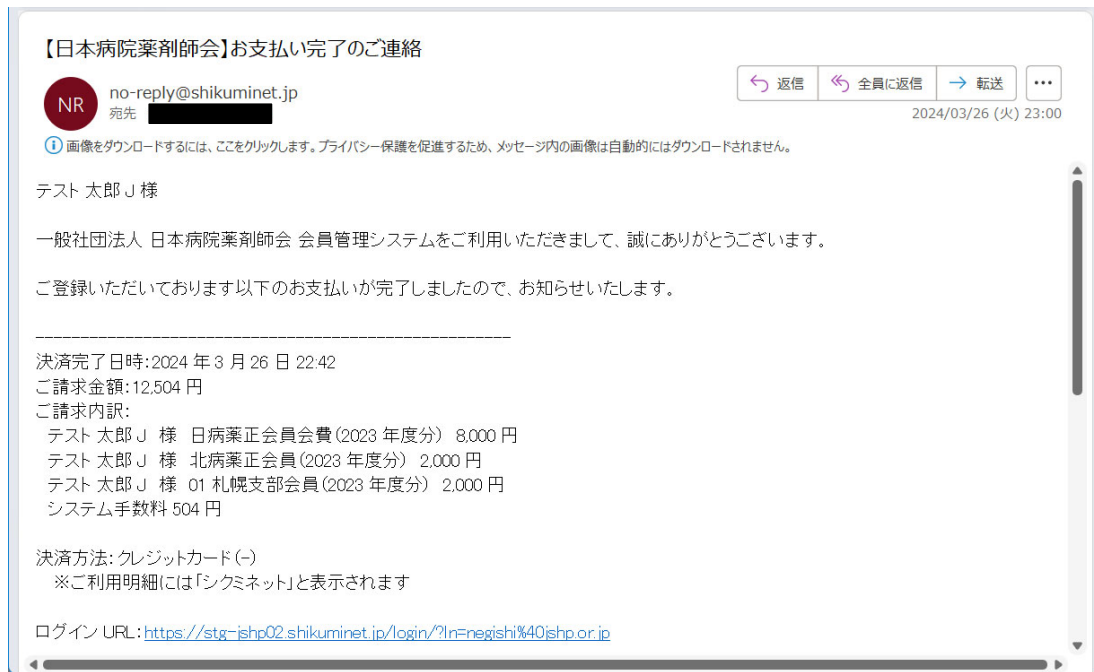 【日本病院薬剤師会】お支払い完了のご連絡
NR
no-reply@shikuminet.jp
宛先
返信
全員に返信
転送
2024/03/26 (火) 23:00
画像をダウンロードするには、ここをクリックします。プライバシー保護を促進するため、メッセージ内の画像は自動的にはダウンロードされません。
テスト 太郎J 様
一般社団法人 日本病院薬剤師会 会員管理システムをご利用いただきまして、誠にありがとうございます。
ご登録いただいております以下のお支払いが完了しましたので、お知らせいたします。
-----------------------------------------------------
決済完了日時:2024 年 3 月 26 日 22:42
ご請求金額:12,504 円
ご請求内訳:
テスト 太郎J 様 日病薬正会員会費(2023 年度分) 8,000 円
テスト 太郎J 様 北病薬正会員(2023 年度分) 2,000 円
テスト 太郎J 様 01 札幌支部会員(2023 年度分) 2,000 円
システム手数料 504 円
決済方法:クレジットカード(-)
※ご利用明細には「シクミネット」と表示されます
ログイン URL:https://stg-jshp02.shikuminet.jp/login/?ln=negishi%40jshp.or.jp